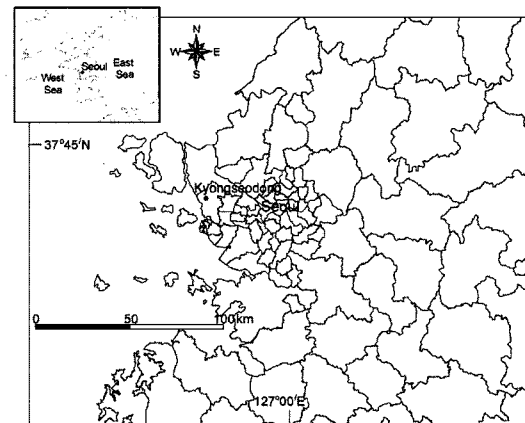 N
W E
S
Seoul East
West Sea
Sea
37°45′N
Kyongseodong
Seoul
0 50 100km
127°00′E